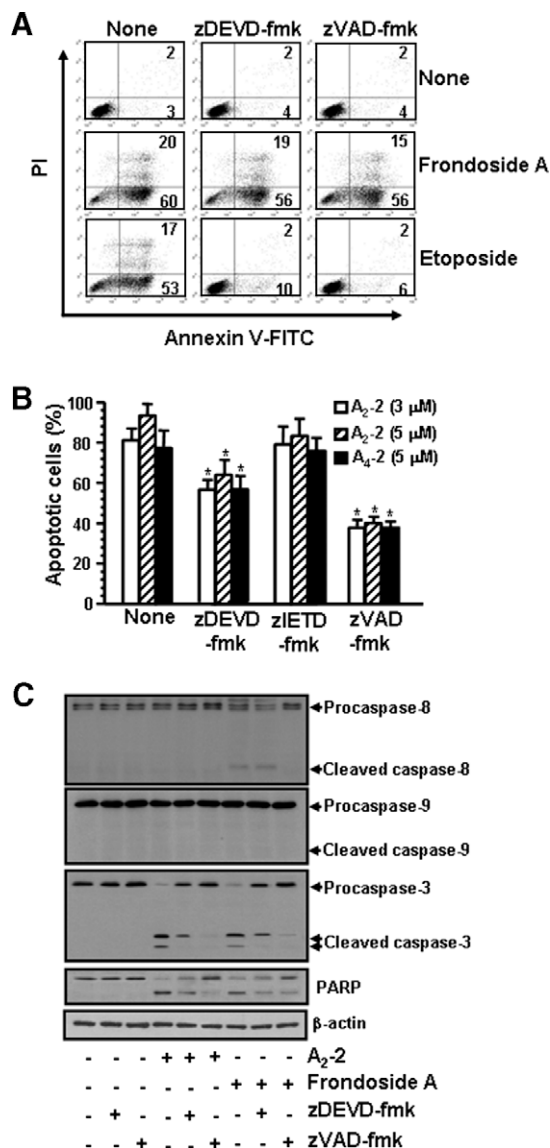 A
None zDEVD-fmk zVAD-fmk
2 2 2
3 4 4
None
20 19 15
60 56 56
Frondoside A
17 2 2
53 10 6
Etoposide
PI
Annexin V-FITC
B
Apoptotic cells (%)
100
80
60
40
20
0
A₂-2 (3 μM)
A₂-2 (5 μM)
A₄-2 (5 μM)
* * *
* * *
None zDEVD-fmk zIETD-fmk zVAD-fmk
C
Procaspase-8
Cleaved caspase-8
Procaspase-9
Cleaved caspase-9
Procaspase-3
Cleaved caspase-3
PARP
β-actin
- - - + + + - - - A₂-2
- - - - - - + + + Frondoside A
- + - - + - - + - zDEVD-fmk
- - + - - + - - + zVAD-fmk